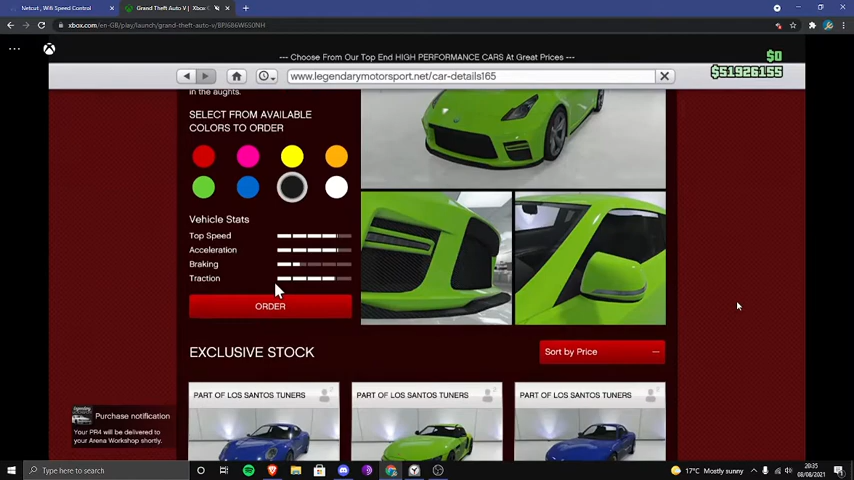 Netcut , Wifi Speed Control
Grand Theft Auto V | Xbox
xbox.com/en-GB/play/launch/grand-theft-auto-v/BPJ686W6S0NH
--- Choose From Our Top End HIGH PERFORMANCE CARS At Great Prices ---
$0
$51926155
www.legendarymotorsport.net/car-details165
in the aughts.
SELECT FROM AVAILABLE
COLORS TO ORDER
Vehicle Stats
Top Speed
Acceleration
Braking
Traction
ORDER
EXCLUSIVE STOCK
Sort by Price
PART OF LOS SANTOS TUNERS
PART OF LOS SANTOS TUNERS
PART OF LOS SANTOS TUNERS
Purchase notification
Your PR4 will be delivered to
your Arena Workshop shortly.
Type here to search
17°C Mostly sunny
20:35
08/08/2021